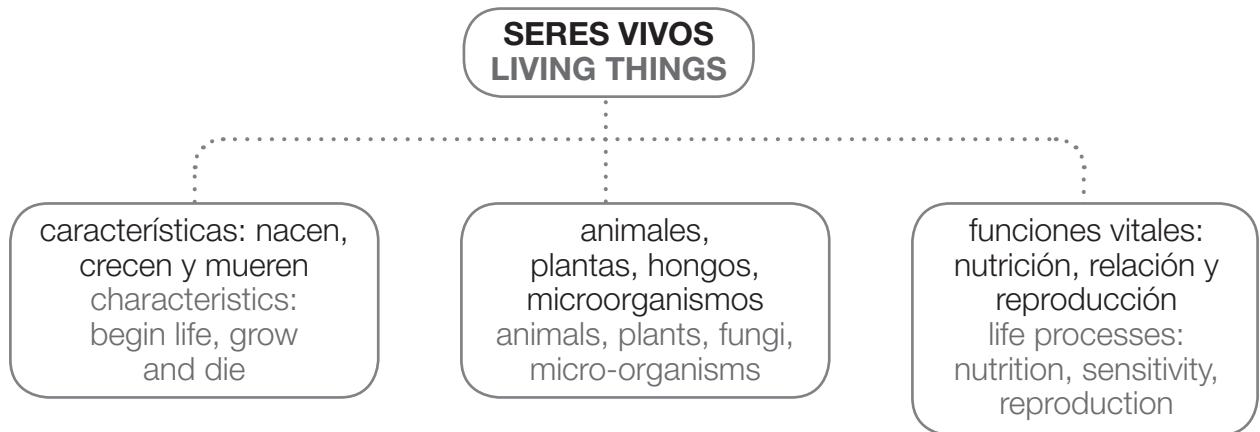 SERES VIVOS
LIVING THINGS
características: nacen,
crecen y mueren
characteristics:
begin life, grow
and die
animales,
plantas, hongos,
microorganismos
animals, plants, fungi,
micro-organisms
funciones vitales:
nutrición, relación y
reproducción
life processes:
nutrition, sensitivity,
reproduction